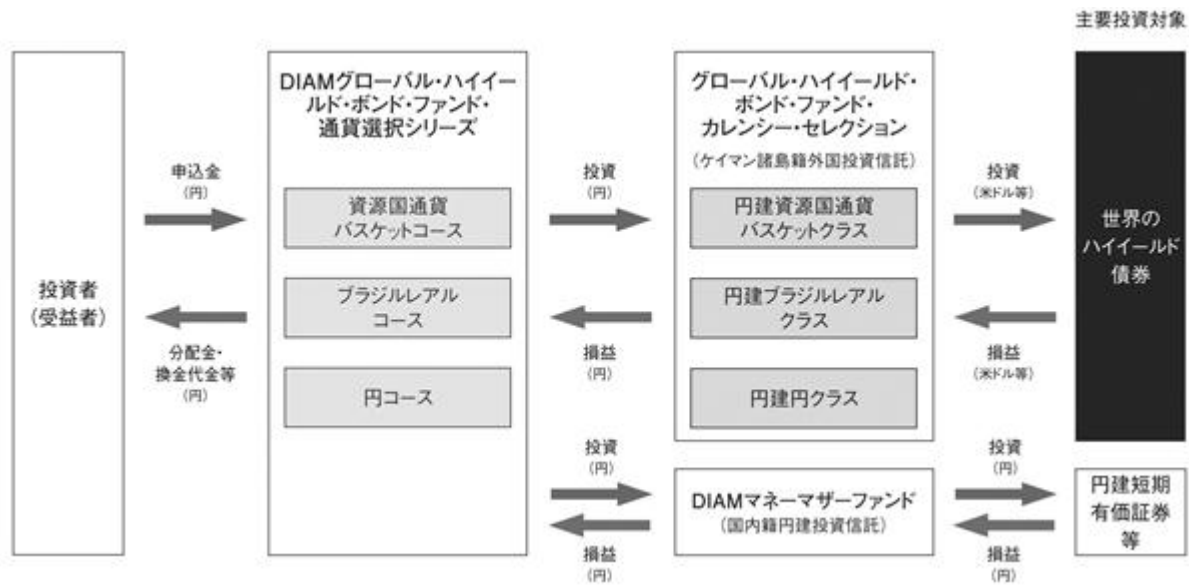 主要投資対象
投資者
(受益者)
申込金
(円)
分配金・
換金代金等
(円)
DIAMグローバル・ハイイー
ルド・ボンド・ファンド・
通貨選択シリーズ
資源国通貨
バスケットコース
ブラジルレアル
コース
円コース
投資
(円)
損益
(円)
投資
(円)
損益
(円)
グローバル・ハイイールド・
ボンド・ファンド・
カレンシー・セレクション
(ケイマン諸島籍外国投資信託)
円建資源国通貨
バスケットクラス
円建ブラジルレアル
クラス
円建円クラス
DIAMマネーマザーファンド
(国内籍円建投資信託)
投資
(米ドル等)
損益
(米ドル等)
投資
(円)
損益
(円)
世界の
ハイイールド
債券
円建短期
有価証券
等